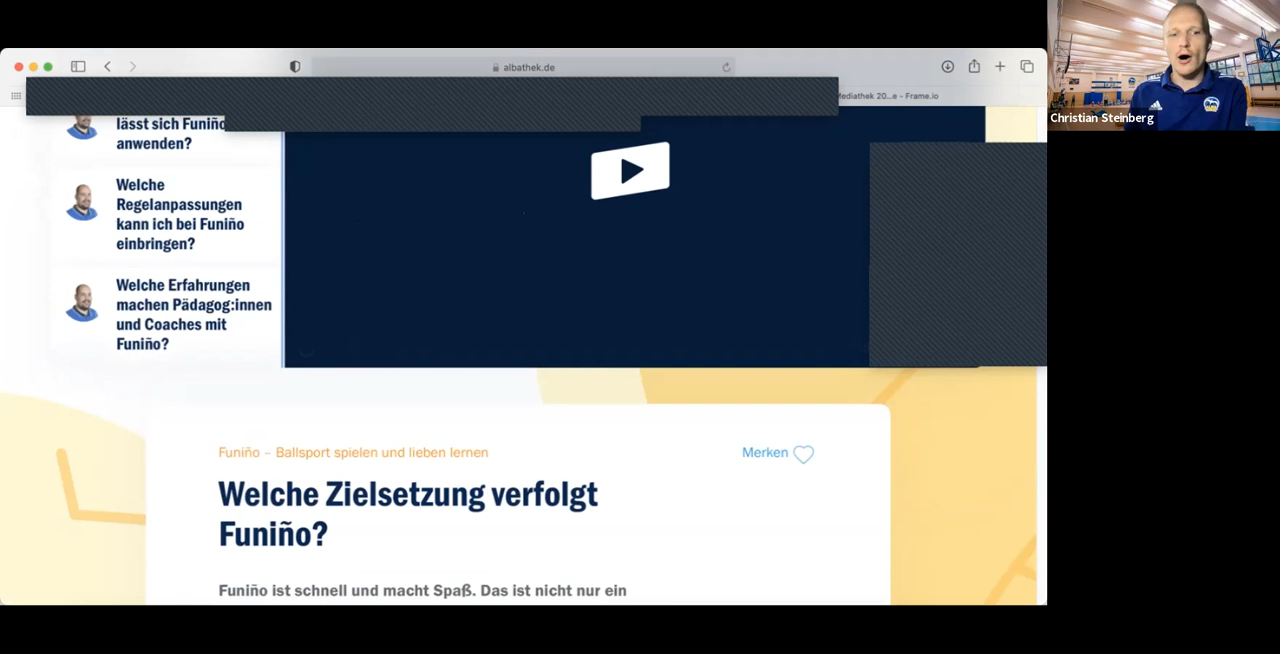 albathek.de
Mediathek 20...e - Frame.io
Christian Steinberg
lässt sich Funiño
anwenden?
Welche
Regelanpassungen
kann ich bei Funiño
einbringen?
Welche Erfahrungen
machen Pädagog:innen
und Coaches mit
Funiño?
Funiño – Ballsport spielen und lieben lernen
Merken
Welche Zielsetzung verfolgt
Funiño?
Funiño ist schnell und macht Spaß. Das ist nicht nur ein